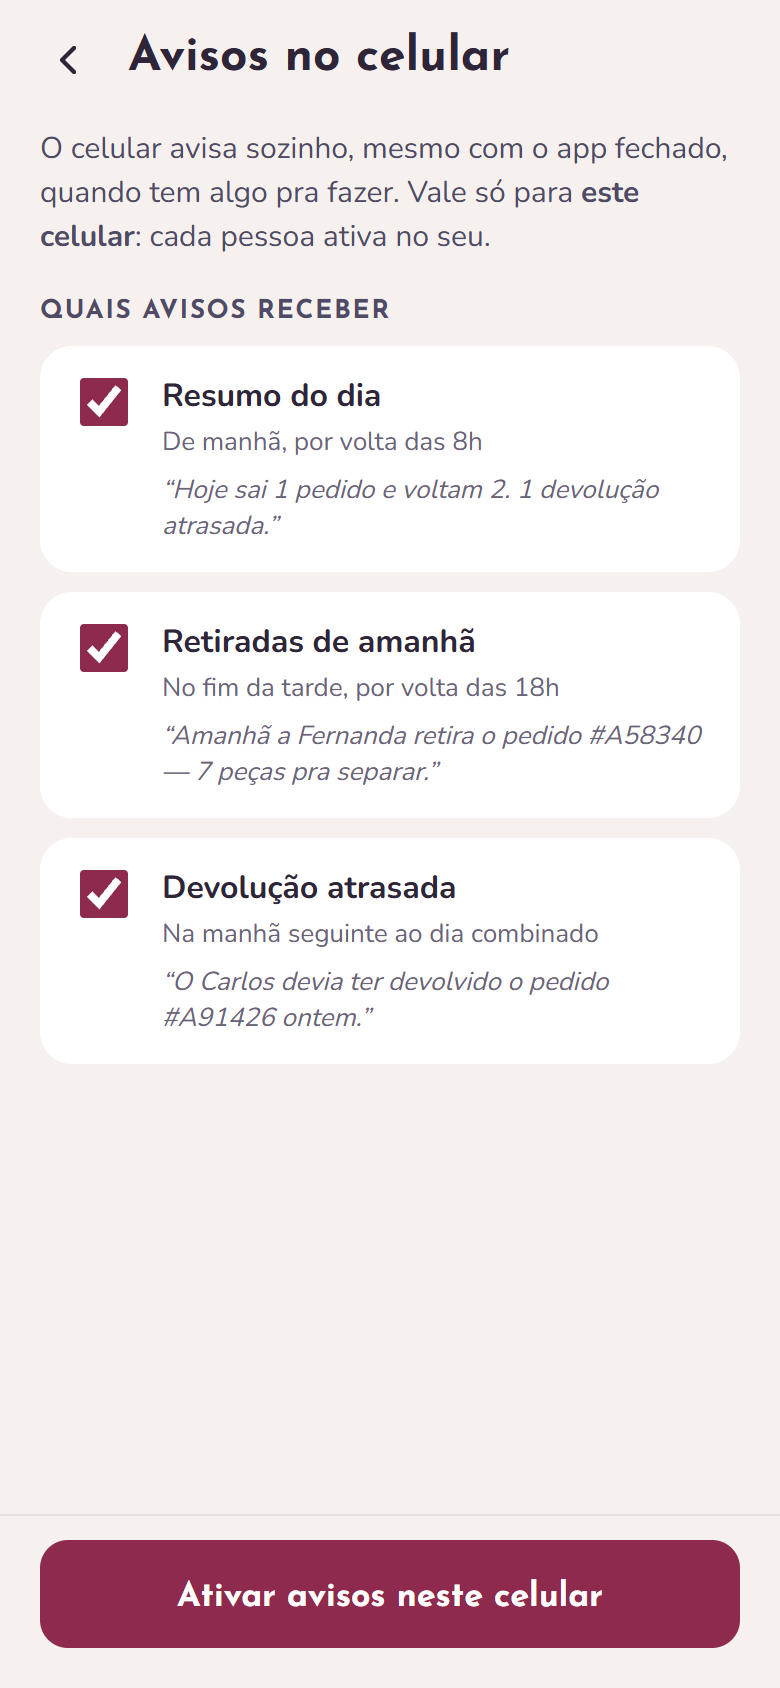 Avisos no celular
O celular avisa sozinho, mesmo com o app fechado,
quando tem algo pra fazer. Vale só para este
celular: cada pessoa ativa no seu.
QUAIS AVISOS RECEBER
Resumo do dia
De manhã, por volta das 8h
“Hoje sai 1 pedido e voltam 2. 1 devolução
atrasada.”
Retiradas de amanhã
No fim da tarde, por volta das 18h
“Amanhã a Fernanda retira o pedido #A58340
— 7 peças pra separar.”
Devolução atrasada
Na manhã seguinte ao dia combinado
“O Carlos devia ter devolvido o pedido
#A91426 ontem.”
Ativar avisos neste celular